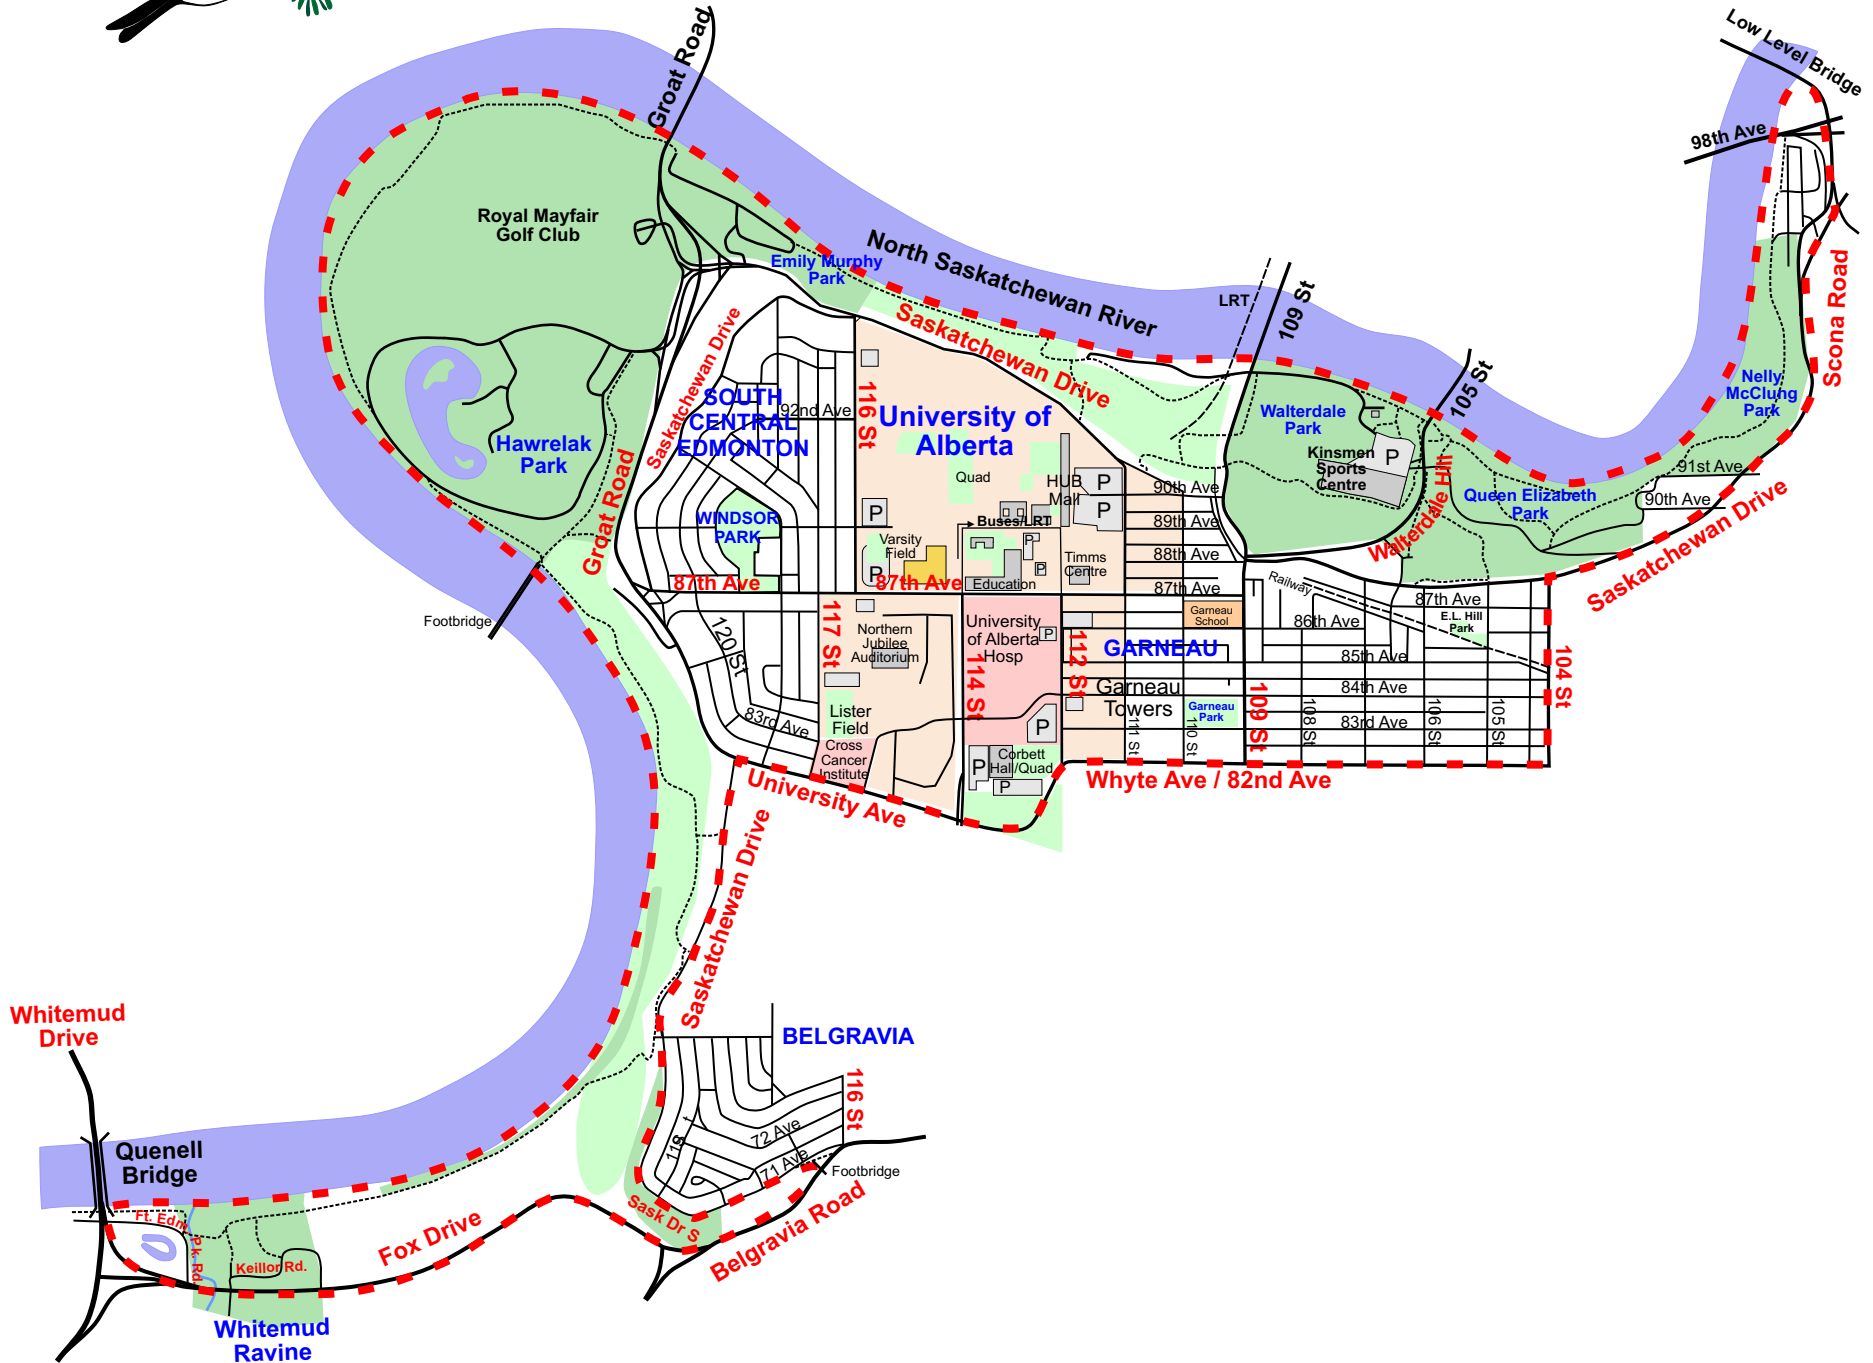 Low Level Bridge
Groat Road
98th Ave
Royal Mayfair
Golf Club
North Saskatchewan River
Emily Murphy
Park
LRT
109 St
Scona Road
Saskatchewan Drive
Saskatchewan Drive
105 St
Nelly
McClung
Park
SOUTH
CENTRAL
EDMONTON
92nd Ave
116 St
University of
Alberta
Walterdale
Park
Hawrelak
Park
Groat Road
Quad
HUB
Mall
P
P
Kinsmen
Sports
Centre
P
Walterdale Hill
91st Ave
90th Ave
Queen Elizabeth
Park
Saskatchewan Drive
90th Ave
WINDSOR
PARK
P
Buses/LRT
89th Ave
Varsity
Field
P
P
P
Timms
Centre
88th Ave
87th Ave
87th Ave
Education
87th Ave
Railway
87th Ave
Footbridge
117 St
Northern
Jubilee
Auditorium
University
of Alberta
Hosp
P
Garneau
School
86th Ave
E.L. Hill
Park
120 St
114 St
112 St
GARNEAU
85th Ave
104 St
Garneau
Towers
84th Ave
Lister
Field
83rd Ave
P
Garneau
Park
109 St
83rd Ave
111 St
110 St
108 St
106 St
105 St
Cross
Cancer
Institute
P
Corbett
Hall/Quad
P
University Ave
Whyte Ave / 82nd Ave
Saskatchewan Drive
Whitemud
Drive
BELGRAVIA
116 St
119 St
72 Ave
71 Ave
Footbridge
Quenell
Bridge
Sask Dr S
Belgravia Road
Ft. Edm.
Pk. Rd
Fox Drive
Keillor Rd.
Whitemud
Ravine